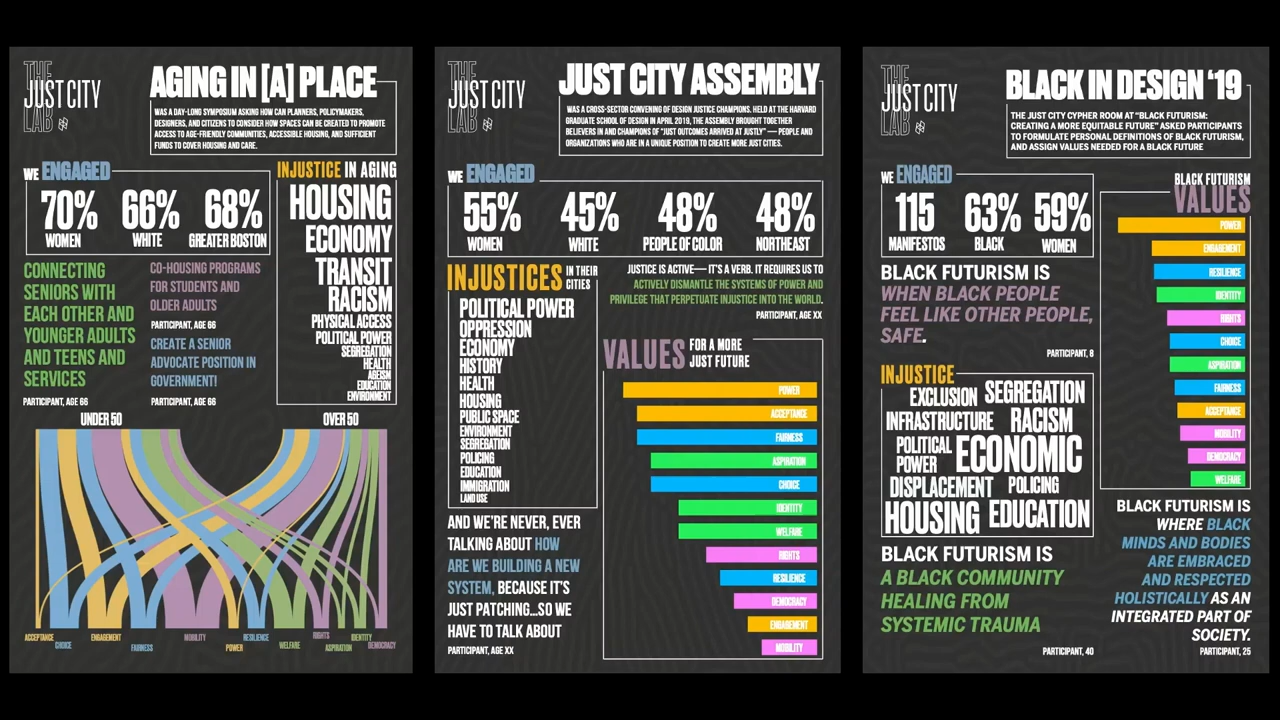 THE
JUST CITY
LAB
AGING IN [A] PLACE
WAS A DAY-LONG SYMPOSIUM ASKING HOW CAN PLANNERS, POLICYMAKERS,
DESIGNERS, AND CITIZENS TO CONSIDER HOW SPACES CAN BE CREATED TO PROMOTE
ACCESS TO AGE-FRIENDLY COMMUNITIES, ACCESSIBLE HOUSING, AND SUFFICIENT
FUNDS TO COVER HOUSING AND CARE.
WE ENGAGED
70%
WOMEN
66%
WHITE
68%
GREATER BOSTON
INJUSTICE IN AGING
HOUSING
ECONOMY
TRANSIT
RACISM
PHYSICAL ACCESS
POLITICAL POWER
SEGREGATION
HEALTH
AGEISM
EDUCATION
ENVIRONMENT
CONNECTING
SENIORS WITH
EACH OTHER AND
YOUNGER ADULTS
AND TEENS AND
SERVICES
PARTICIPANT, AGE 66
CO-HOUSING PROGRAMS
FOR STUDENTS AND
OLDER ADULTS
PARTICIPANT, AGE 66
CREATE A SENIOR
ADVOCATE POSITION IN
GOVERNMENT!
PARTICIPANT, AGE 66
UNDER 50
OVER 50
ACCEPTANCE
CHOICE
ENGAGEMENT
FAIRNESS
MOBILITY
POWER
RESILIENCE
WELFARE
RIGHTS
ASPIRATION
IDENTITY
DEMOCRACY
THE
JUST CITY
LAB
JUST CITY ASSEMBLY
WAS A CROSS-SECTOR CONVENING OF DESIGN JUSTICE CHAMPIONS. HELD AT THE HARVARD
GRADUATE SCHOOL OF DESIGN IN APRIL 2019, THE ASSEMBLY BROUGHT TOGETHER
BELIEVERS IN AND CHAMPIONS OF "JUST OUTCOMES ARRIVED AT JUSTLY" — PEOPLE AND
ORGANIZATIONS WHO ARE IN A UNIQUE POSITION TO CREATE MORE JUST CITIES.
WE ENGAGED
55%
WOMEN
45%
WHITE
48%
PEOPLE OF COLOR
48%
NORTHEAST
INJUSTICES IN THEIR
CITIES
POLITICAL POWER
OPPRESSION
ECONOMY
HISTORY
HEALTH
HOUSING
PUBLIC SPACE
ENVIRONMENT
SEGREGATION
POLICING
EDUCATION
IMMIGRATION
LAND USE
JUSTICE IS ACTIVE— IT'S A VERB. IT REQUIRES US TO
ACTIVELY DISMANTLE THE SYSTEMS OF POWER AND
PRIVILEGE THAT PERPETUATE INJUSTICE INTO THE WORLD.
PARTICIPANT, AGE XX
VALUES FOR A MORE
JUST FUTURE
POWER
ACCEPTANCE
FAIRNESS
ASPIRATION
CHOICE
IDENTITY
WELFARE
RIGHTS
RESILIENCE
DEMOCRACY
ENGAGEMENT
MOBILITY
AND WE'RE NEVER, EVER
TALKING ABOUT HOW
ARE WE BUILDING A NEW
SYSTEM, BECAUSE IT'S
JUST PATCHING...SO WE
HAVE TO TALK ABOUT
PARTICIPANT, AGE XX
THE
JUST CITY
LAB
BLACK IN DESIGN '19
THE JUST CITY CYPHER ROOM AT "BLACK FUTURISM:
CREATING A MORE EQUITABLE FUTURE" ASKED PARTICIPANTS
TO FORMULATE PERSONAL DEFINITIONS OF BLACK FUTURISM,
AND ASSIGN VALUES NEEDED FOR A BLACK FUTURE
WE ENGAGED
115
MANIFESTOS
63%
BLACK
59%
WOMEN
BLACK FUTURISM
VALUES
POWER
ENGAGEMENT
RESILIENCE
IDENTITY
RIGHTS
CHOICE
ASPIRATION
FAIRNESS
ACCEPTANCE
MOBILITY
DEMOCRACY
WELFARE
BLACK FUTURISM IS
WHEN BLACK PEOPLE
FEEL LIKE OTHER PEOPLE,
SAFE.
PARTICIPANT, 8
INJUSTICE
EXCLUSION SEGREGATION
INFRASTRUCTURE RACISM
POLITICAL
POWER
ECONOMIC
DISPLACEMENT POLICING
HOUSING EDUCATION
BLACK FUTURISM IS
A BLACK COMMUNITY
HEALING FROM
SYSTEMIC TRAUMA
PARTICIPANT, 40
BLACK FUTURISM IS
WHERE BLACK
MINDS AND BODIES
ARE EMBRACED
AND RESPECTED
HOLISTICALLY AS AN
INTEGRATED PART OF
SOCIETY.
PARTICIPANT, 25